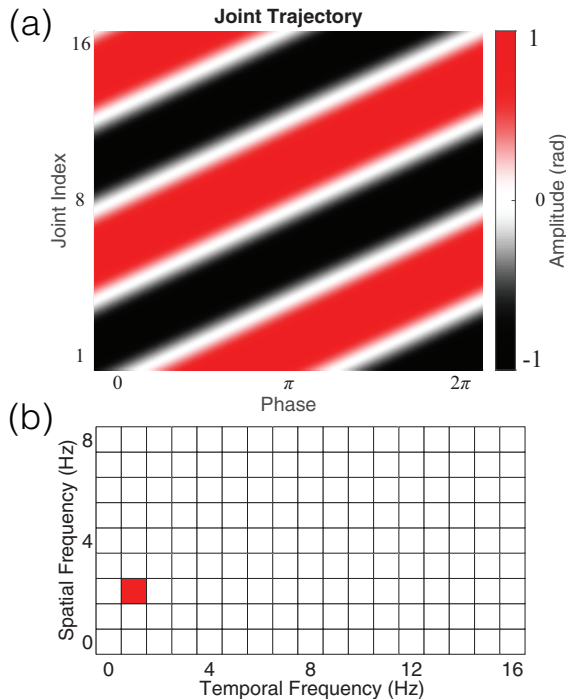 (a)
Joint Trajectory
16
8
1
Joint Index
0
π
2π
Phase
1
0
-1
Amplitude (rad)
(b)
8
4
0
Spatial Frequency (Hz)
0
4
8
12
16
Temporal Frequency (Hz)